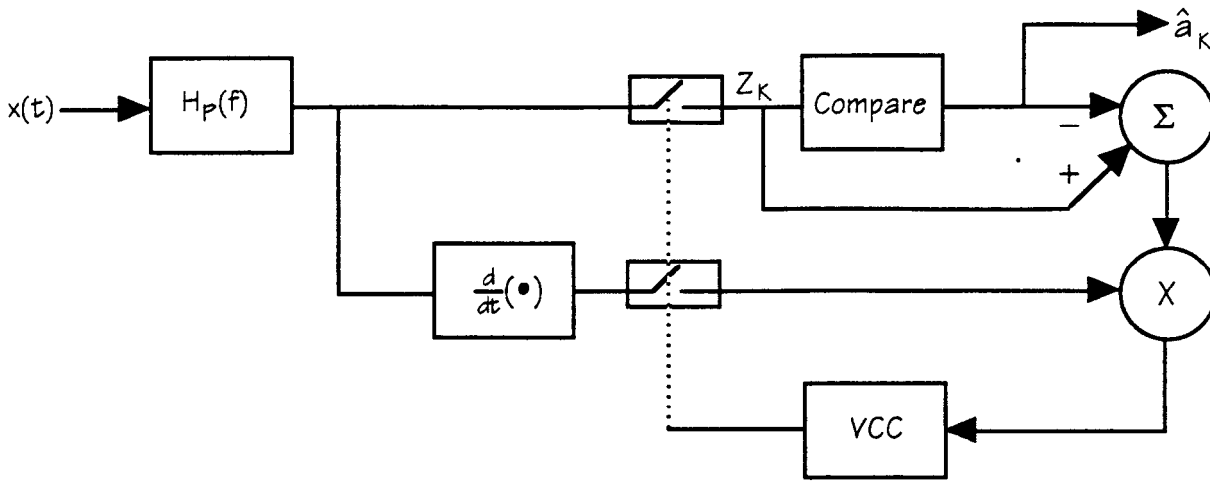 x(t)
H_p(f)
Z_K
Compare
â_K
−
+
Σ
d/dt(•)
X
VCC